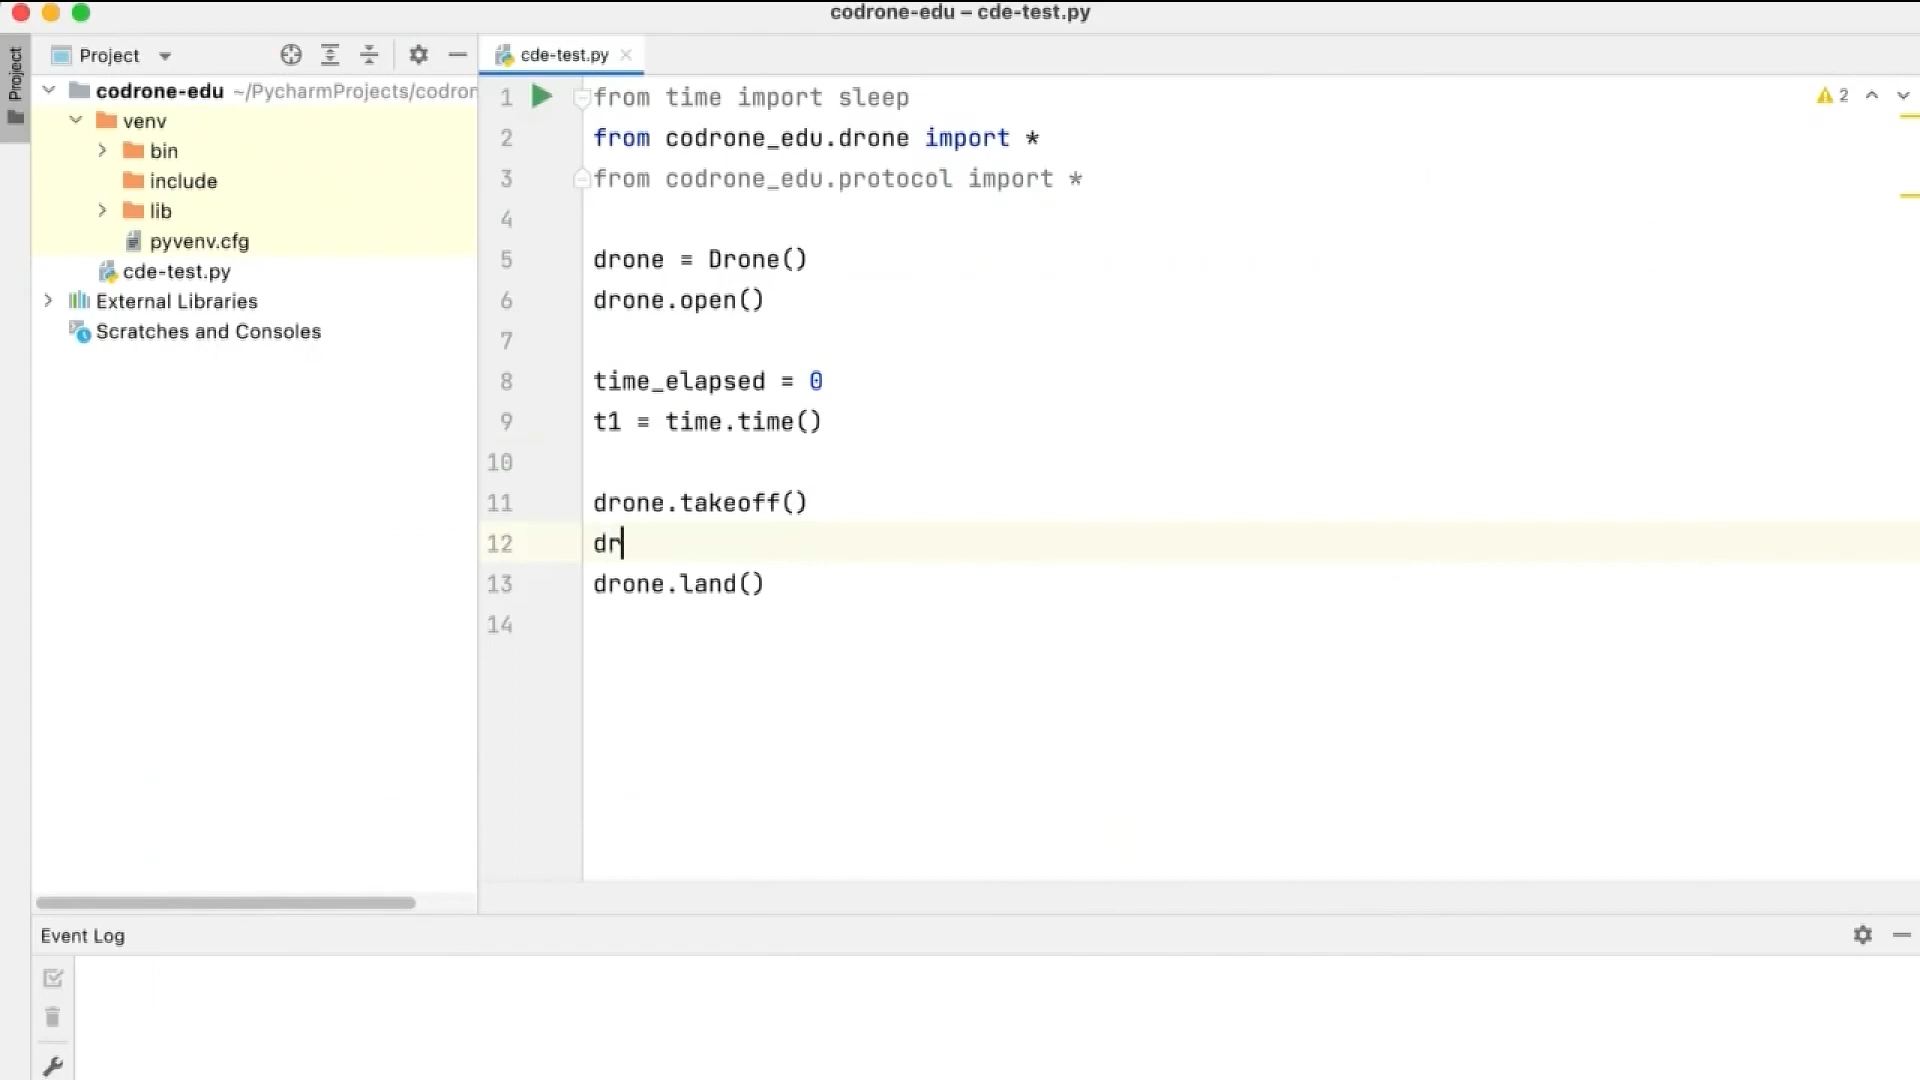 codrone-edu – cde-test.py
Project
Project
cde-test.py
codrone-edu ~/PycharmProjects/codron
venv
bin
include
lib
pyvenv.cfg
cde-test.py
External Libraries
Scratches and Consoles
1 from time import sleep
2 from codrone_edu.drone import *
3 from codrone_edu.protocol import *
4
5 drone = Drone()
6 drone.open()
7
8 time_elapsed = 0
9 t1 = time.time()
10
11 drone.takeoff()
12 dr
13 drone.land()
14
2
Event Log